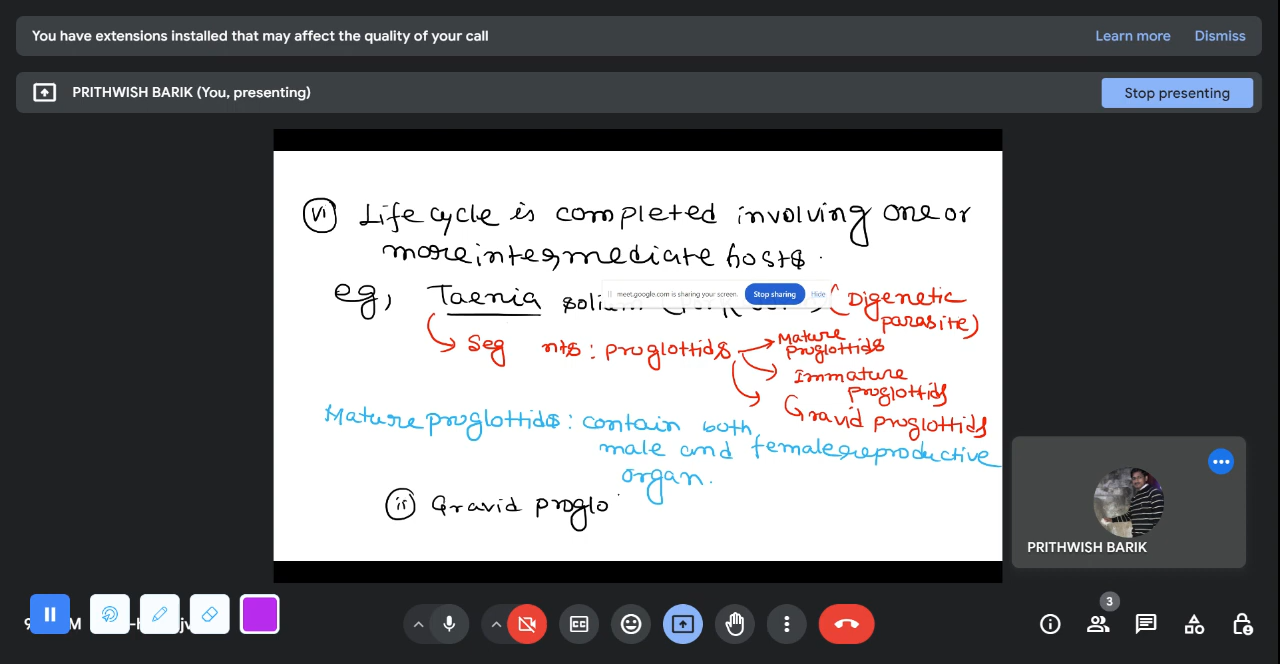 You have extensions installed that may affect the quality of your call
Learn more
Dismiss
PRITHWISH BARIK (You, presenting)
Stop presenting
(vi) Life cycle is completed involving one or
more intermediate hosts.
eg, Taenia solium
meet.google.com is sharing your screen.
Stop sharing
Hide
(Digenetic
parasite)
Seg nts : proglottids
Mature
proglottids
Immature
proglottids
Gravid proglottids
Mature proglottids : contain both
male and female reproductive
organ.
(ii) Gravid proglo
PRITHWISH BARIK
3
CC